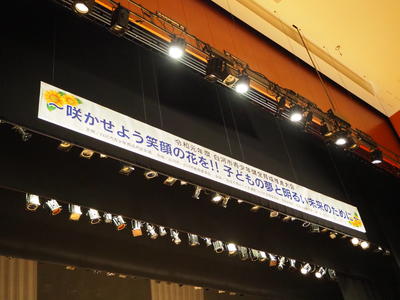 令和元年度 白河市青少年健全育成推進大会
~咲かせよう笑顔の花を!! 子どもの夢と明るい未来のために~